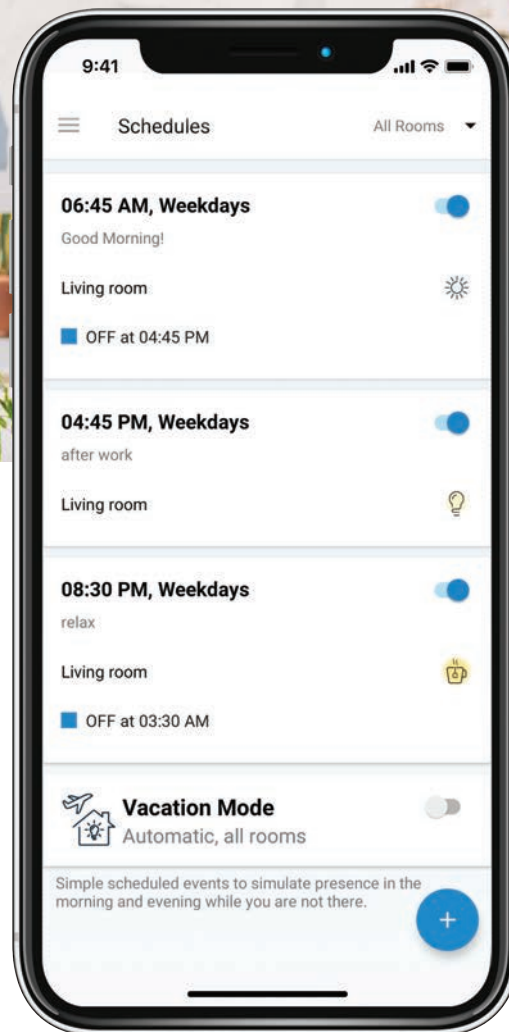 9:41
Schedules
All Rooms
06:45 AM, Weekdays
Good Morning!
Living room
OFF at 04:45 PM
04:45 PM, Weekdays
after work
Living room
08:30 PM, Weekdays
relax
Living room
OFF at 03:30 AM
Vacation Mode
Automatic, all rooms
Simple scheduled events to simulate presence in the
morning and evening while you are not there.